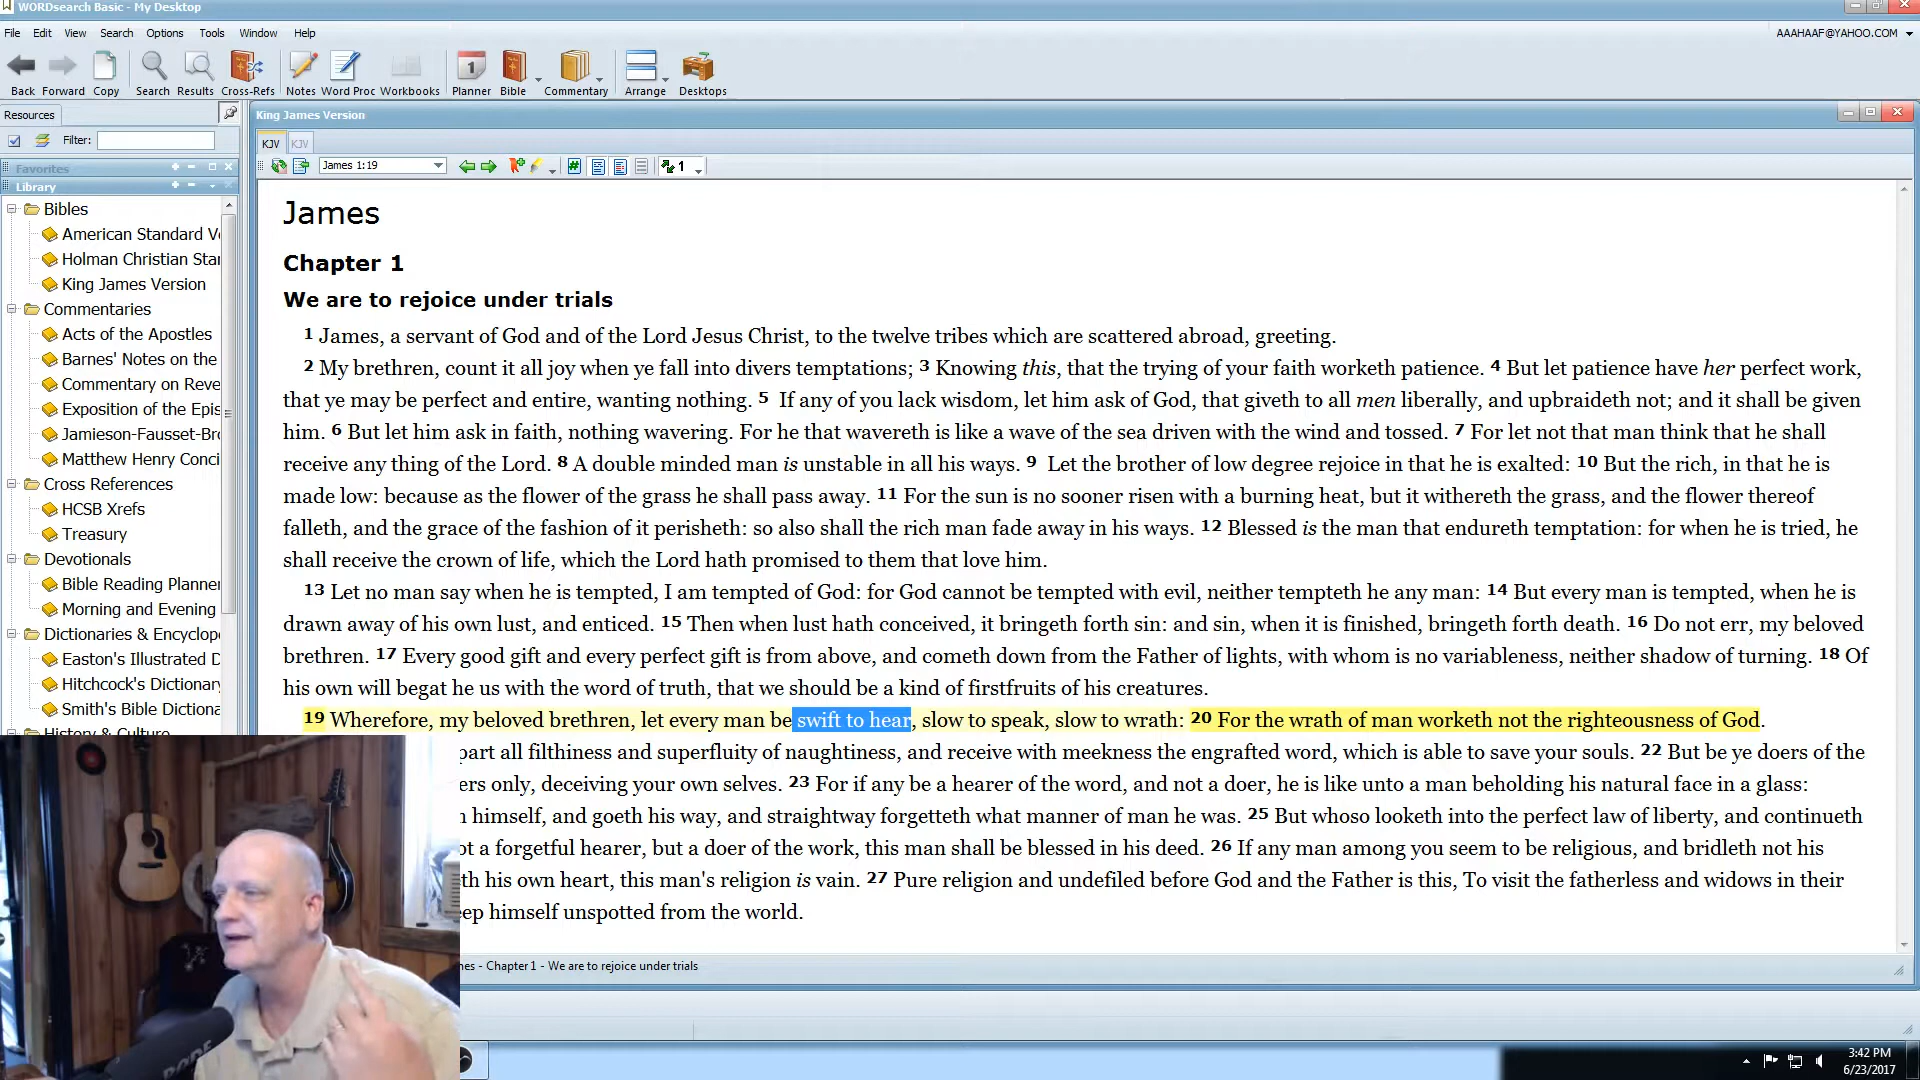 WORDsearch Basic - My Desktop
File Edit View Search Options Tools Window Help
AAAHAAF@YAHOO.COM
Back Forward Copy Search Results Cross-Refs Notes Word Proc Workbooks Planner Bible Commentary Arrange Desktops
1
Resources
Filter:
Favorites
Library
Bibles
American Standard Ve
Holman Christian Star
King James Version
Commentaries
Acts of the Apostles
Barnes' Notes on the
Commentary on Reve
Exposition of the Epis
Jamieson-Fausset-Bro
Matthew Henry Conci
Cross References
HCSB Xrefs
Treasury
Devotionals
Bible Reading Planner
Morning and Evening
Dictionaries & Encyclop
Easton's Illustrated D
Hitchcock's Dictionary
Smith's Bible Dictiona
History & Culture
King James Version
KJV KJV
James 1:19
1
James
Chapter 1
We are to rejoice under trials
1 James, a servant of God and of the Lord Jesus Christ, to the twelve tribes which are scattered abroad, greeting.
2 My brethren, count it all joy when ye fall into divers temptations; 3 Knowing this, that the trying of your faith worketh patience. 4 But let patience have her perfect work,
that ye may be perfect and entire, wanting nothing. 5 If any of you lack wisdom, let him ask of God, that giveth to all men liberally, and upbraideth not; and it shall be given
him. 6 But let him ask in faith, nothing wavering. For he that wavereth is like a wave of the sea driven with the wind and tossed. 7 For let not that man think that he shall
receive any thing of the Lord. 8 A double minded man is unstable in all his ways. 9 Let the brother of low degree rejoice in that he is exalted: 10 But the rich, in that he is
made low: because as the flower of the grass he shall pass away. 11 For the sun is no sooner risen with a burning heat, but it withereth the grass, and the flower thereof
falleth, and the grace of the fashion of it perisheth: so also shall the rich man fade away in his ways. 12 Blessed is the man that endureth temptation: for when he is tried, he
shall receive the crown of life, which the Lord hath promised to them that love him.
13 Let no man say when he is tempted, I am tempted of God: for God cannot be tempted with evil, neither tempteth he any man: 14 But every man is tempted, when he is
drawn away of his own lust, and enticed. 15 Then when lust hath conceived, it bringeth forth sin: and sin, when it is finished, bringeth forth death. 16 Do not err, my beloved
brethren. 17 Every good gift and every perfect gift is from above, and cometh down from the Father of lights, with whom is no variableness, neither shadow of turning. 18 Of
his own will begat he us with the word of truth, that we should be a kind of firstfruits of his creatures.
19 Wherefore, my beloved brethren, let every man be swift to hear, slow to speak, slow to wrath: 20 For the wrath of man worketh not the righteousness of God.
part all filthiness and superfluity of naughtiness, and receive with meekness the engrafted word, which is able to save your souls. 22 But be ye doers of the
ers only, deceiving your own selves. 23 For if any be a hearer of the word, and not a doer, he is like unto a man beholding his natural face in a glass:
h himself, and goeth his way, and straightway forgetteth what manner of man he was. 25 But whoso looketh into the perfect law of liberty, and continueth
ot a forgetful hearer, but a doer of the work, this man shall be blessed in his deed. 26 If any man among you seem to be religious, and bridleth not his
th his own heart, this man's religion is vain. 27 Pure religion and undefiled before God and the Father is this, To visit the fatherless and widows in their
eep himself unspotted from the world.
mes - Chapter 1 - We are to rejoice under trials
RODE
3:42 PM
6/23/2017